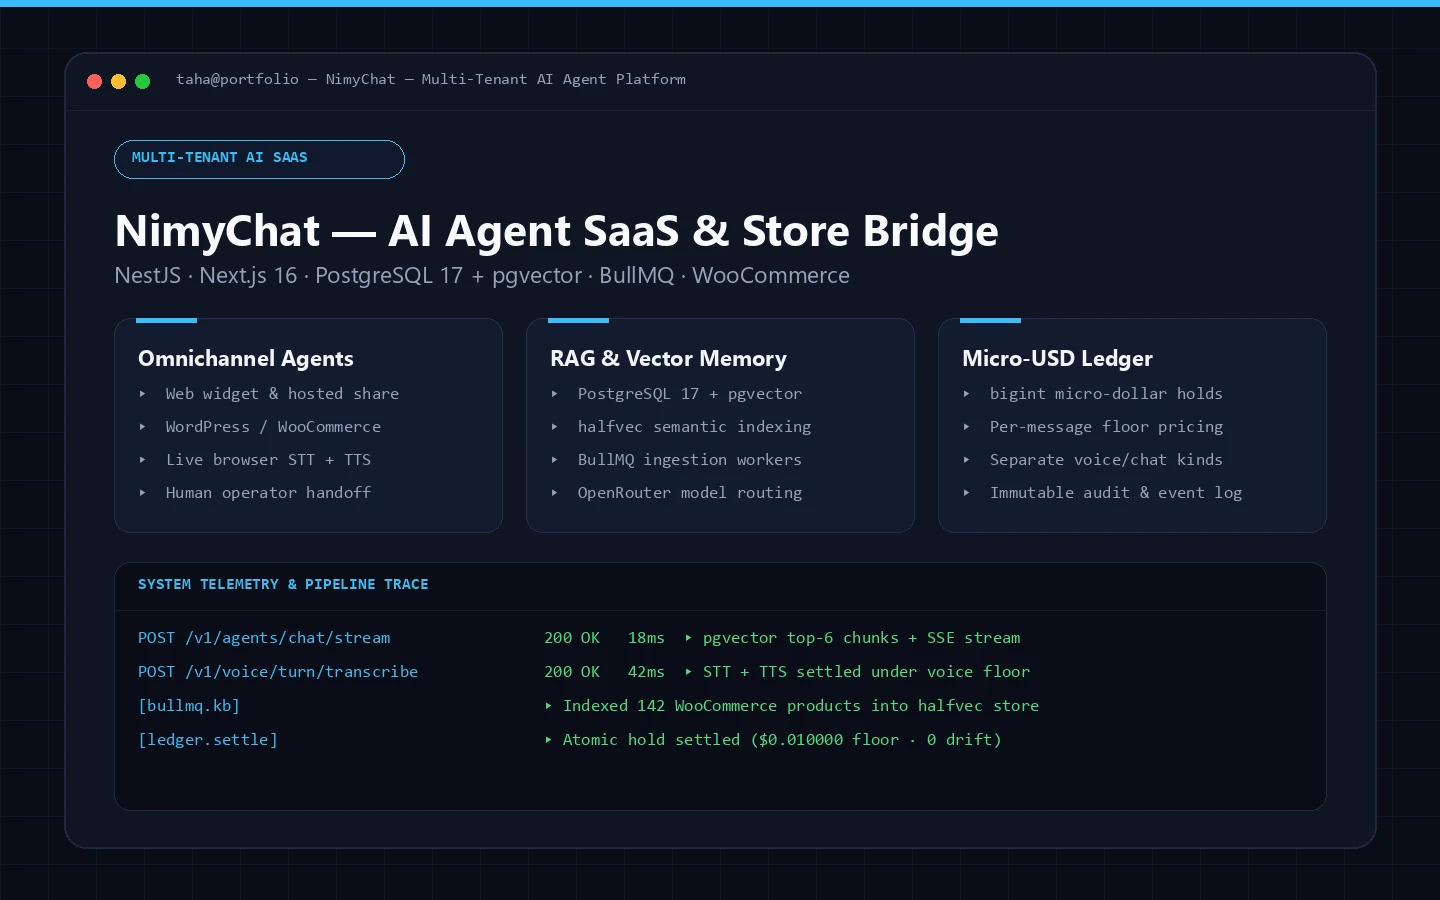 taha@portfolio — NimyChat — Multi-Tenant AI Agent Platform
MULTI-TENANT AI SAAS
NimyChat — AI Agent SaaS & Store Bridge
NestJS · Next.js 16 · PostgreSQL 17 + pgvector · BullMQ · WooCommerce
Omnichannel Agents
‣ Web widget & hosted share
‣ WordPress / WooCommerce
‣ Live browser STT + TTS
‣ Human operator handoff
RAG & Vector Memory
‣ PostgreSQL 17 + pgvector
‣ halfvec semantic indexing
‣ BullMQ ingestion workers
‣ OpenRouter model routing
Micro-USD Ledger
‣ bigint micro-dollar holds
‣ Per-message floor pricing
‣ Separate voice/chat kinds
‣ Immutable audit & event log
SYSTEM TELEMETRY & PIPELINE TRACE
POST /v1/agents/chat/stream 200 OK 18ms ‣ pgvector top-6 chunks + SSE stream
POST /v1/voice/turn/transcribe 200 OK 42ms ‣ STT + TTS settled under voice floor
[bullmq.kb] ‣ Indexed 142 WooCommerce products into halfvec store
[ledger.settle] ‣ Atomic hold settled ($0.010000 floor · 0 drift)